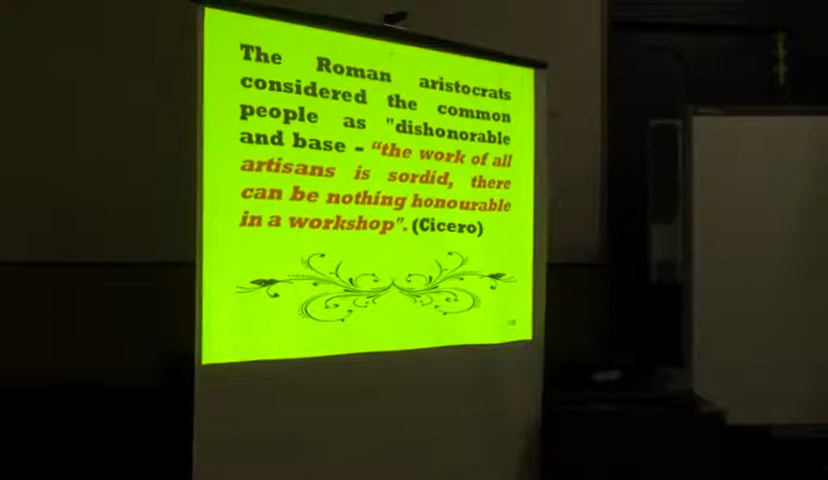 The Roman aristocrats
considered the common
people as "dishonorable
and base - “the work of all
artisans is sordid, there
can be nothing honourable
in a workshop". (Cicero)